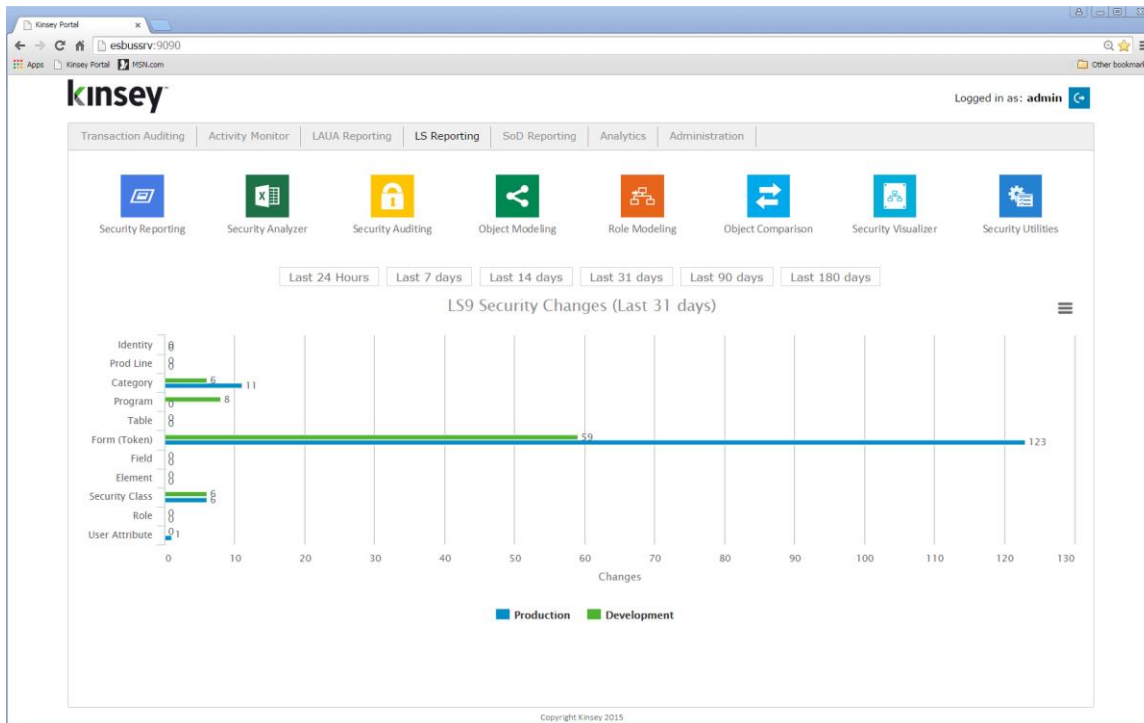 Kinsey Portal
esbussrv:9090
Apps Kinsey Portal MSN.com Other bookmark
kinsey
Logged in as: admin
Transaction Auditing Activity Monitor LAUA Reporting LS Reporting SoD Reporting Analytics Administration
Security Reporting Security Analyzer Security Auditing Object Modeling Role Modeling Object Comparison Security Visualizer Security Utilities
Last 24 Hours Last 7 days Last 14 days Last 31 days Last 90 days Last 180 days
LS9 Security Changes (Last 31 days)
Identity 0 0
Prod Line 0 0
Category 6 11
Program 8 0
Table 0 0
Form (Token) 59 123
Field 0 0
Element 0 0
Security Class 6 6
Role 0 0
User Attribute 0 1
0 10 20 30 40 50 60 70 80 90 100 110 120 130
Changes
Production Development
Copyright Kinsey 2015